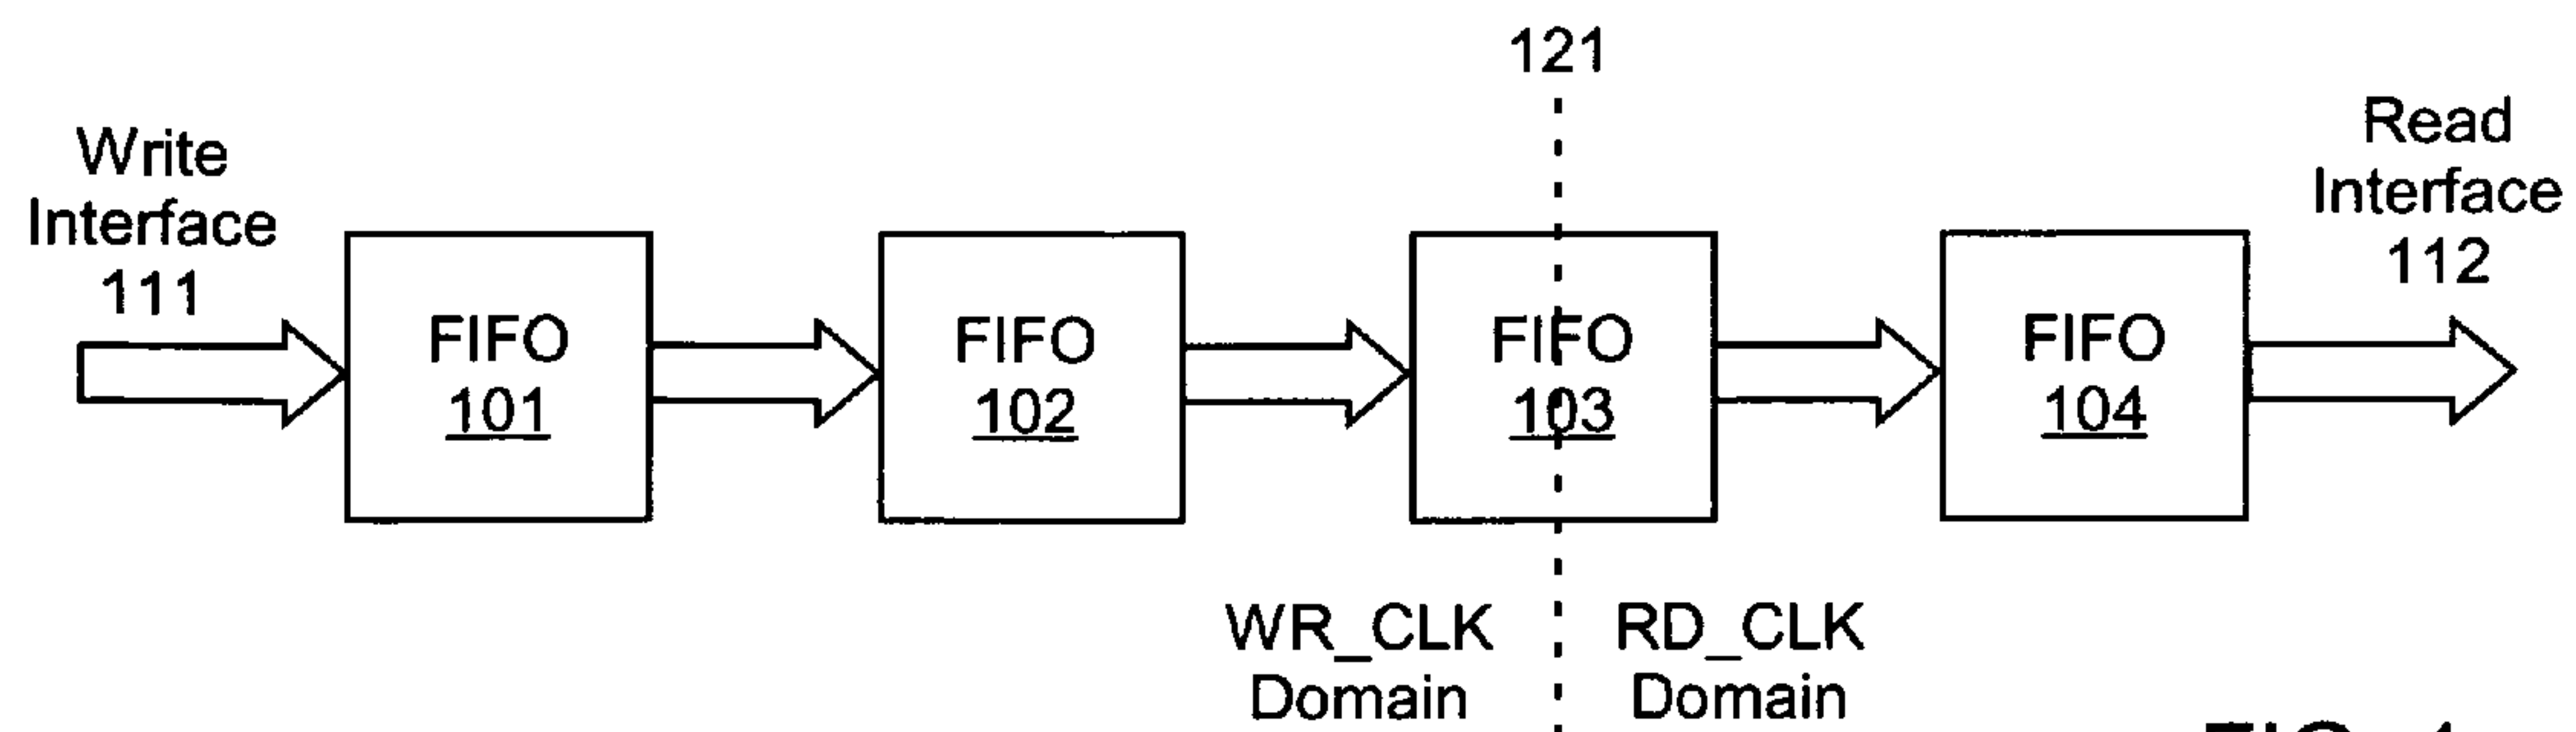 121
Write
Interface
111
Read
Interface
112
FIFO
101
FIFO
102
FIFO
103
FIFO
104
WR_CLK
Domain
RD_CLK
Domain